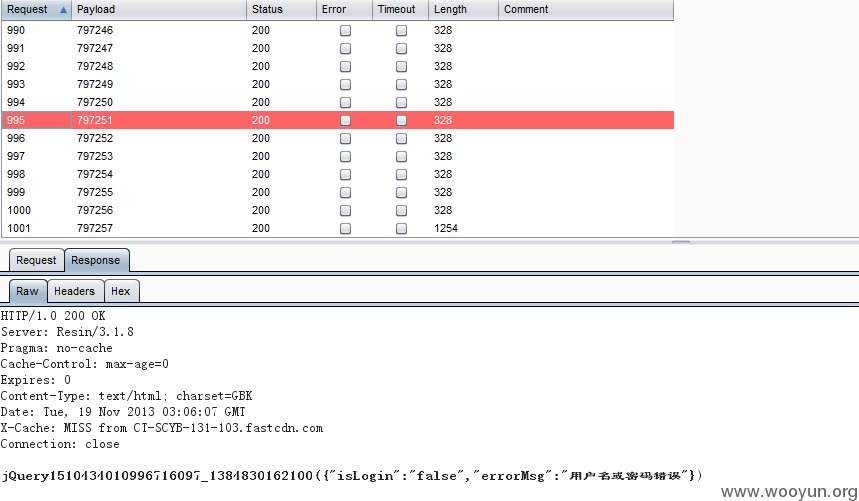 Request Payload Status Error Timeout Length Comment
990 797246 200 328
991 797247 200 328
992 797248 200 328
993 797249 200 328
994 797250 200 328
995 797251 200 328
996 797252 200 328
997 797253 200 328
998 797254 200 328
999 797255 200 328
1000 797256 200 328
1001 797257 200 1254
Request Response
Raw Headers Hex
HTTP/1.0 200 OK
Server: Resin/3.1.8
Pragma: no-cache
Cache-Control: max-age=0
Expires: 0
Content-Type: text/html; charset=GBK
Date: Tue, 19 Nov 2013 03:06:07 GMT
X-Cache: MISS from CT-SCYB-131-103.fastcdn.com
Connection: close
jQuery1510434010996716097_1384830162100({"isLogin":"false","errorMsg":"用户名或密码错误"})
www.wooyun.org